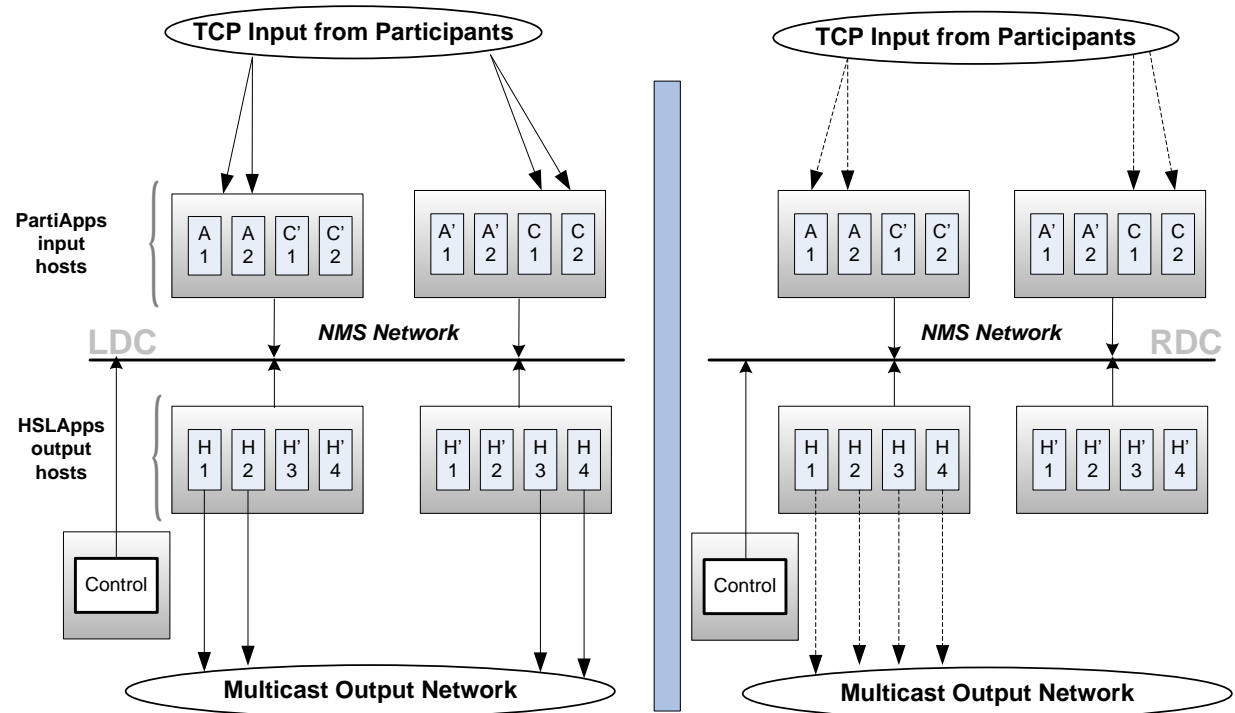 TCP Input from Participants
TCP Input from Participants
PartiApps
input
hosts
A
1
A
2
C'
1
C'
2
A'
1
A'
2
C
1
C
2
A
1
A
2
C'
1
C'
2
A'
1
A'
2
C
1
C
2
LDC
NMS Network
NMS Network
RDC
HSLApps
output
hosts
H
1
H
2
H'
3
H'
4
H'
1
H'
2
H
3
H
4
H
1
H
2
H
3
H
4
H'
1
H'
2
H'
3
H'
4
Control
Control
Multicast Output Network
Multicast Output Network